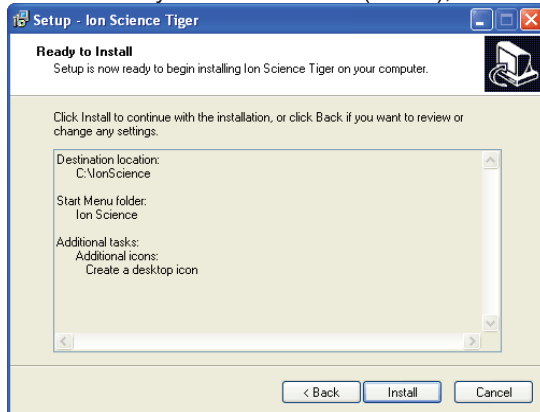 Setup - Ion Science Tiger
Ready to Install
Setup is now ready to begin installing Ion Science Tiger on your computer.
Click Install to continue with the installation, or click Back if you want to review or
change any settings.
Destination location:
C:\IonScience
Start Menu folder:
Ion Science
Additional tasks:
Additional icons:
Create a desktop icon
< Back
Install
Cancel